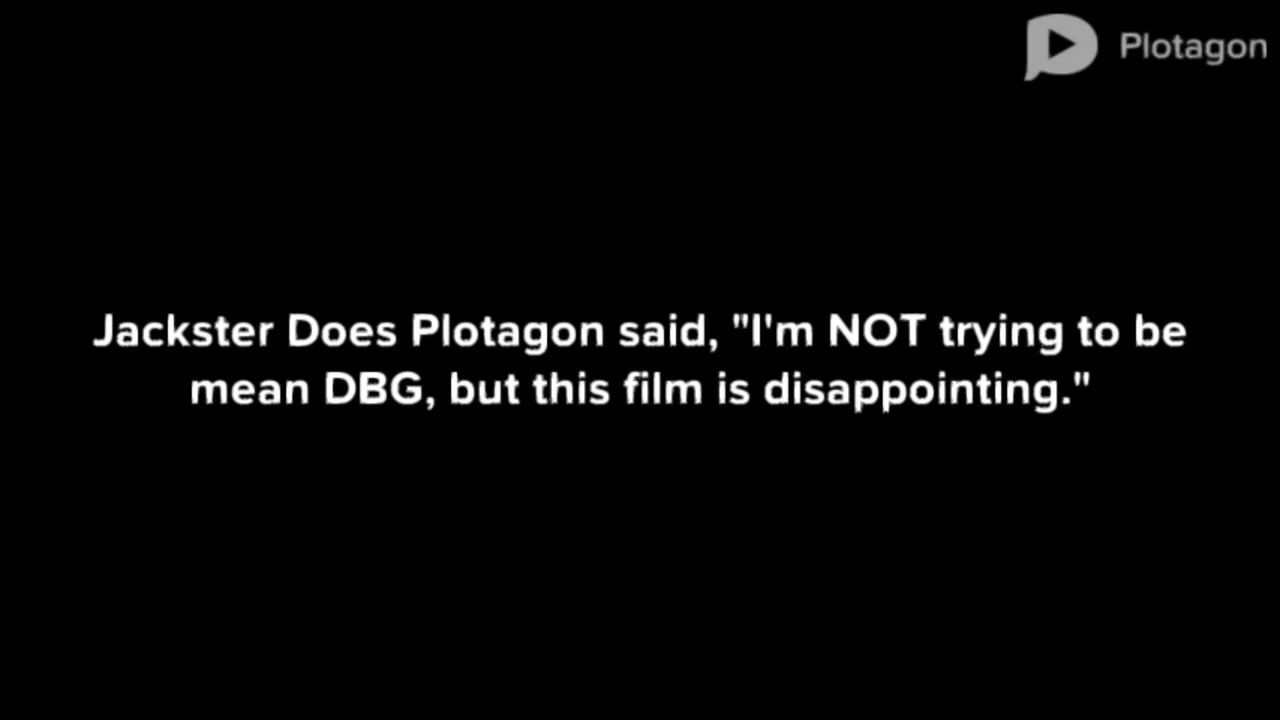 Plotagon
Jackster Does Plotagon said, "I'm NOT trying to be
mean DBG, but this film is disappointing."